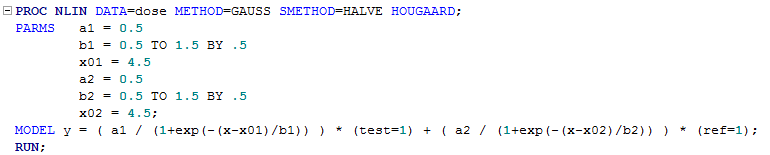 PROC NLIN DATA=dose METHOD=GAUSS SMETHOD=HALVE HOUGAARD;
PARMS   a1 = 0.5
        b1 = 0.5 TO 1.5 BY .5
        x01 = 4.5
        a2 = 0.5
        b2 = 0.5 TO 1.5 BY .5
        x02 = 4.5;
MODEL y = ( a1 / (1+exp(-(x-x01)/b1)) ) * (test=1) + ( a2 / (1+exp(-(x-x02)/b2)) ) * (ref=1);
RUN;